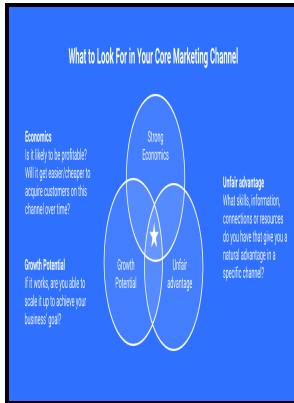 What to Look For in Your Core Marketing Channel
Economics
Is it likely to be profitable?
Will it get easier/cheaper to
acquire customers on this
channel over time?
Strong
Economics
Unfair advantage
What skills, information,
connections or resources
do you have that give you a
natural advantage in a
specific channel?
Growth Potential
If it works, are you able to
scale it up to achieve your
business' goal?
Growth
Potential
Unfair
advantage